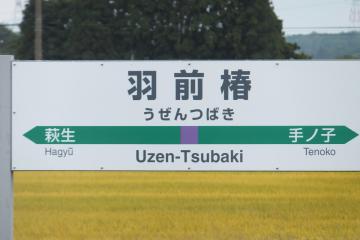 羽前椿
うぜんつばき
萩生 手ノ子
Hagyū Tenoko
Uzen-Tsubaki